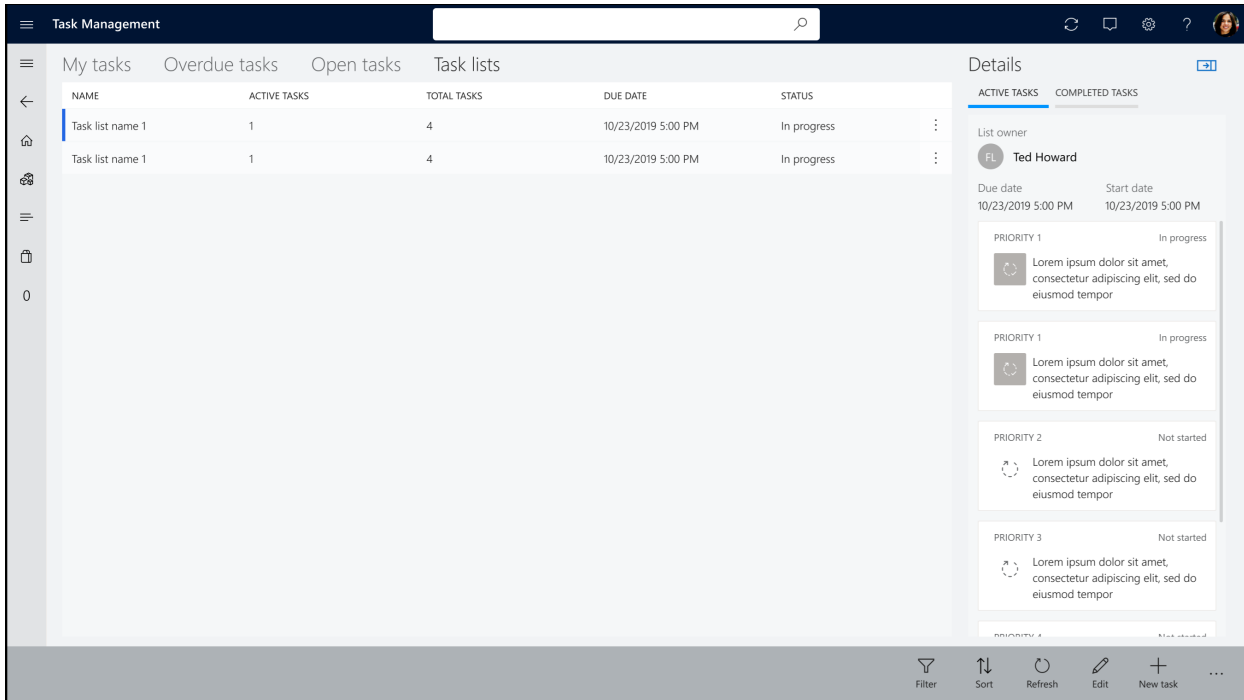 Task Management
My tasks Overdue tasks Open tasks Task lists
NAME ACTIVE TASKS TOTAL TASKS DUE DATE STATUS
Task list name 1 1 4 10/23/2019 5:00 PM In progress
Task list name 1 1 4 10/23/2019 5:00 PM In progress
0
Details
ACTIVE TASKS COMPLETED TASKS
List owner
FL Ted Howard
Due date Start date
10/23/2019 5:00 PM 10/23/2019 5:00 PM
PRIORITY 1 In progress
Lorem ipsum dolor sit amet,
consectetur adipiscing elit, sed do
eiusmod tempor
PRIORITY 1 In progress
Lorem ipsum dolor sit amet,
consectetur adipiscing elit, sed do
eiusmod tempor
PRIORITY 2 Not started
Lorem ipsum dolor sit amet,
consectetur adipiscing elit, sed do
eiusmod tempor
PRIORITY 3 Not started
Lorem ipsum dolor sit amet,
consectetur adipiscing elit, sed do
eiusmod tempor
PRIORITY 4 Not started
Filter Sort Refresh Edit New task